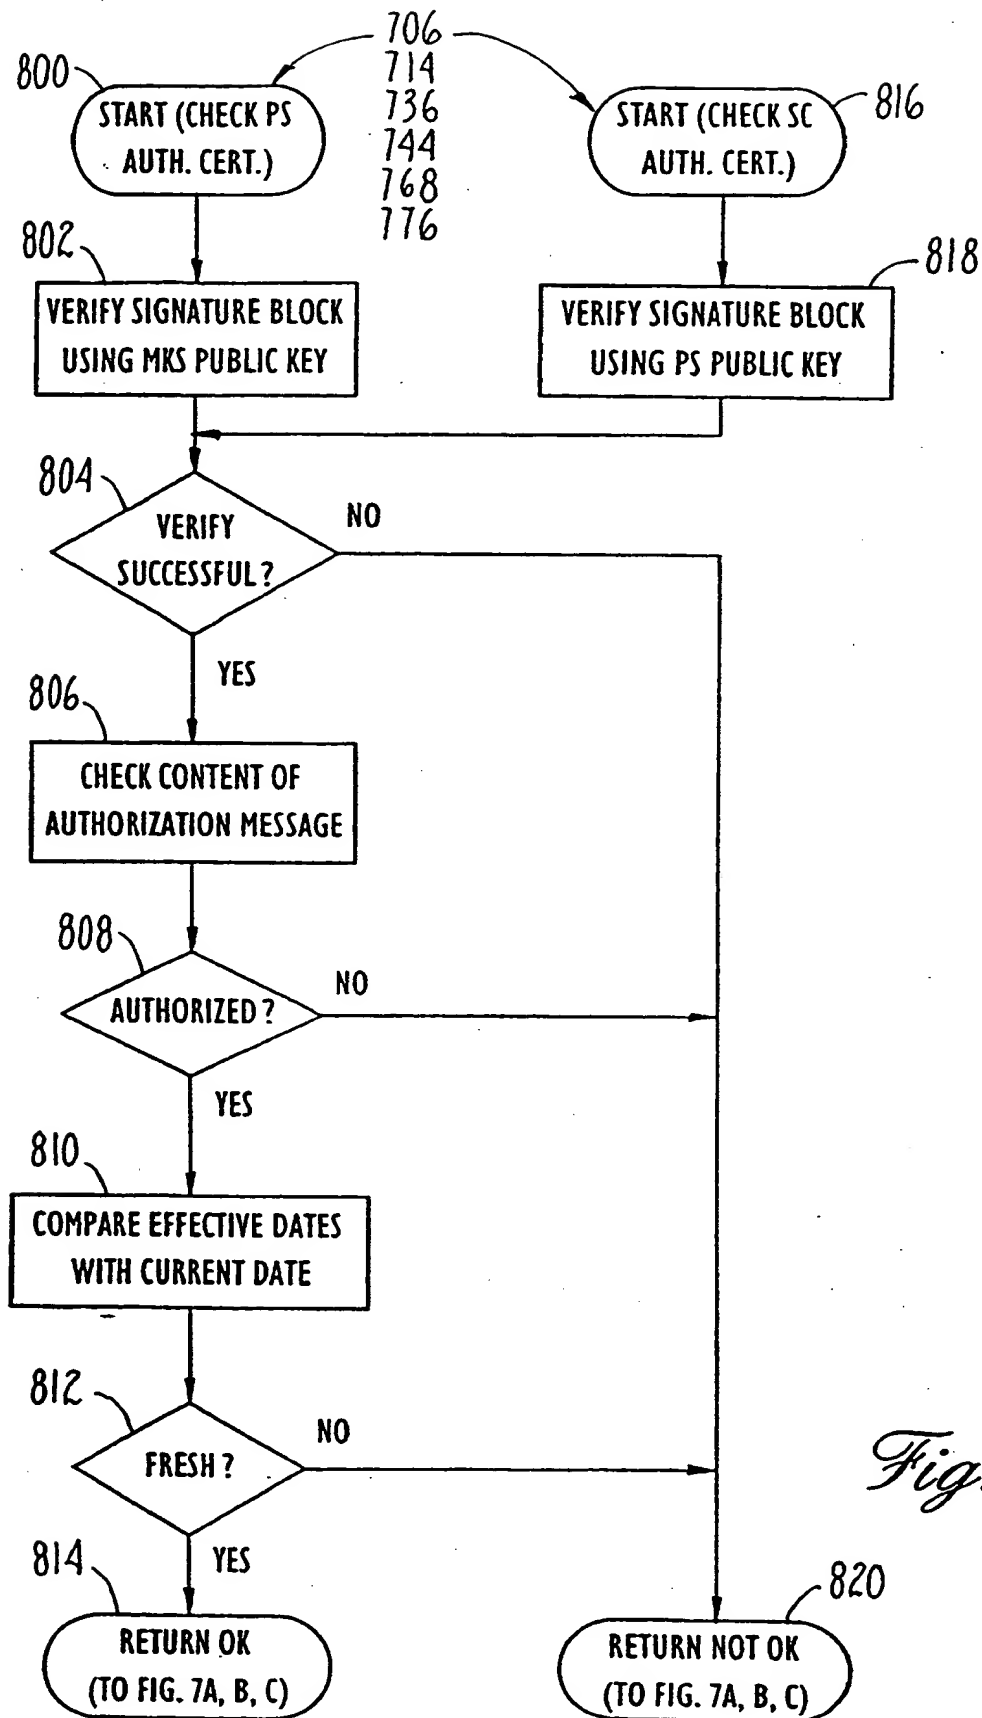 706
714
736
744
768
776
800
START (CHECK PS
AUTH. CERT.)
816
START (CHECK SC
AUTH. CERT.)
802
VERIFY SIGNATURE BLOCK
USING MKS PUBLIC KEY
818
VERIFY SIGNATURE BLOCK
USING PS PUBLIC KEY
804
VERIFY
SUCCESSFUL?
NO
YES
806
CHECK CONTENT OF
AUTHORIZATION MESSAGE
808
AUTHORIZED?
NO
YES
810
COMPARE EFFECTIVE DATES
WITH CURRENT DATE
812
FRESH?
NO
YES
Fig.
814
RETURN OK
(TO FIG. 7A, B, C)
820
RETURN NOT OK
(TO FIG. 7A, B, C)